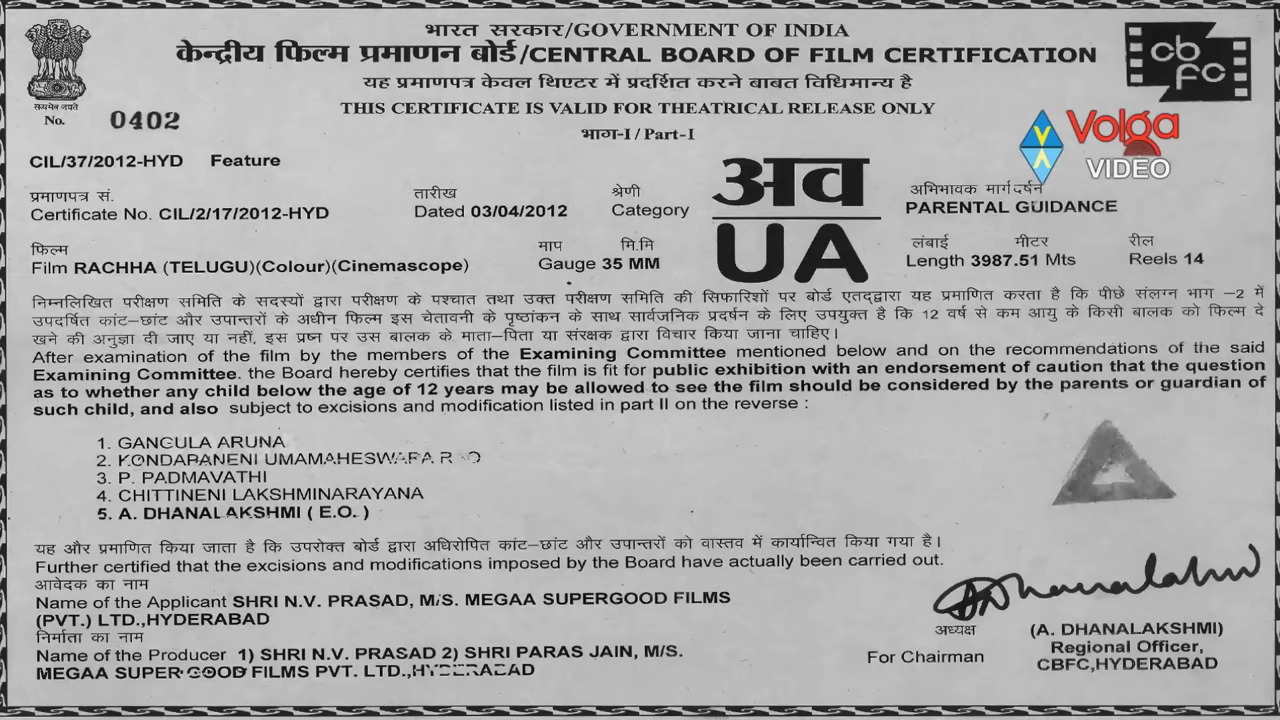 भारत सरकार/GOVERNMENT OF INDIA
केन्द्रीय फिल्म प्रमाणन बोर्ड/CENTRAL BOARD OF FILM CERTIFICATION
यह प्रमाणपत्र केवल थिएटर में प्रदर्शित करने बाबत विधिमान्य है
THIS CERTIFICATE IS VALID FOR THEATRICAL RELEASE ONLY
भाग-I / Part-I
सत्यमेव जयते
No. 0402
cb
fc
Volga
VIDEO
CIL/37/2012-HYD Feature
प्रमाणपत्र सं. तारीख श्रेणी अव अभिभावक मार्गदर्षन
Certificate No. CIL/2/17/2012-HYD Dated 03/04/2012 Category PARENTAL GUIDANCE
फिल्म माप मि.मि UA लंबाई मीटर रील
Film RACHHA (TELUGU)(Colour)(Cinemascope) Gauge 35 MM Length 3987.51 Mts Reels 14
निम्नलिखित परीक्षण समिति के सदस्यों द्वारा परीक्षण के पश्चात तथा उक्त परीक्षण समिति की सिफारिशों पर बोर्ड एतद्द्वारा यह प्रमाणित करता है कि पीछे संलग्न भाग –2 में
उपदर्षित कांट–छांट और उपान्तरों के अधीन फिल्म इस चेतावनी के पृष्ठांकन के साथ सार्वजनिक प्रदर्षन के लिए उपयुक्त है कि 12 वर्ष से कम आयु के किसी बालक को फिल्म दे
खने की अनुज्ञा दी जाए या नहीं, इस प्रष्न पर उस बालक के माता–पिता या संरक्षक द्वारा विचार किया जाना चाहिए।
After examination of the film by the members of the Examining Committee mentioned below and on the recommendations of the said
Examining Committee. the Board hereby certifies that the film is fit for public exhibition with an endorsement of caution that the question
as to whether any child below the age of 12 years may be allowed to see the film should be considered by the parents or guardian of
such child, and also subject to excisions and modification listed in part II on the reverse :
1. GANGULA ARUNA
2. KONDAPANENI
3. P. PADMAVATHI
4. CHITTINENI LAKSHMINARAYANA
5. A. DHANALAKSHMI ( E.O. )
यह और प्रमाणित किया जाता है कि उपरोक्त बोर्ड द्वारा अधिरोपित कांट–छांट और उपान्तरों को वास्तव में कार्यान्वित किया गया है।
Further certified that the excisions and modifications imposed by the Board have actually been carried out.
आवेदक का नाम
Name of the Applicant SHRI N.V. PRASAD, M/S. MEGAA SUPERGOOD FILMS
(PVT.) LTD.,HYDERABAD
निर्माता का नाम
Name of the Producer 1) SHRI N.V. PRASAD 2) SHRI PARAS JAIN, M/S.
MEGAA SUPER GOOD FILMS PVT. LTD.,HYDERABAD
Dhanalakshmi
अध्यक्ष
For Chairman
(A. DHANALAKSHMI)
Regional Officer,
CBFC,HYDERABAD